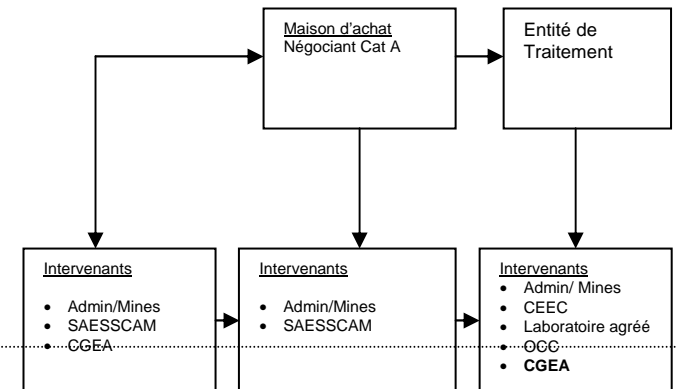 Maison d'achat
Négociant Cat A
Entité de
Traitement
Intervenants
• Admin/Mines
• SAESSCAM
• CGEA
Intervenants
• Admin/Mines
• SAESSCAM
Intervenants
• Admin/ Mines
• CEEC
• Laboratoire agréé
• OCC
• CGEA